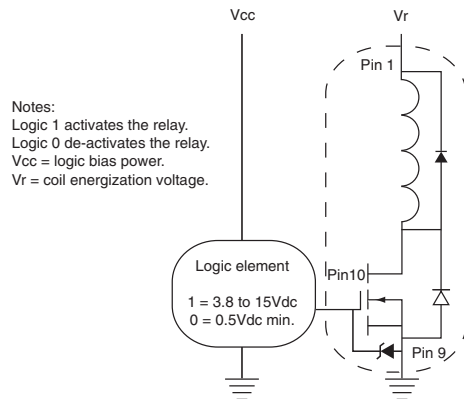 Vcc
Vr
Pin 1
Notes:
Logic 1 activates the relay.
Logic 0 de-activates the relay.
Vcc = logic bias power.
Vr = coil energization voltage.
Logic element
1 = 3.8 to 15Vdc
0 = 0.5Vdc min.
Pin10
Pin 9